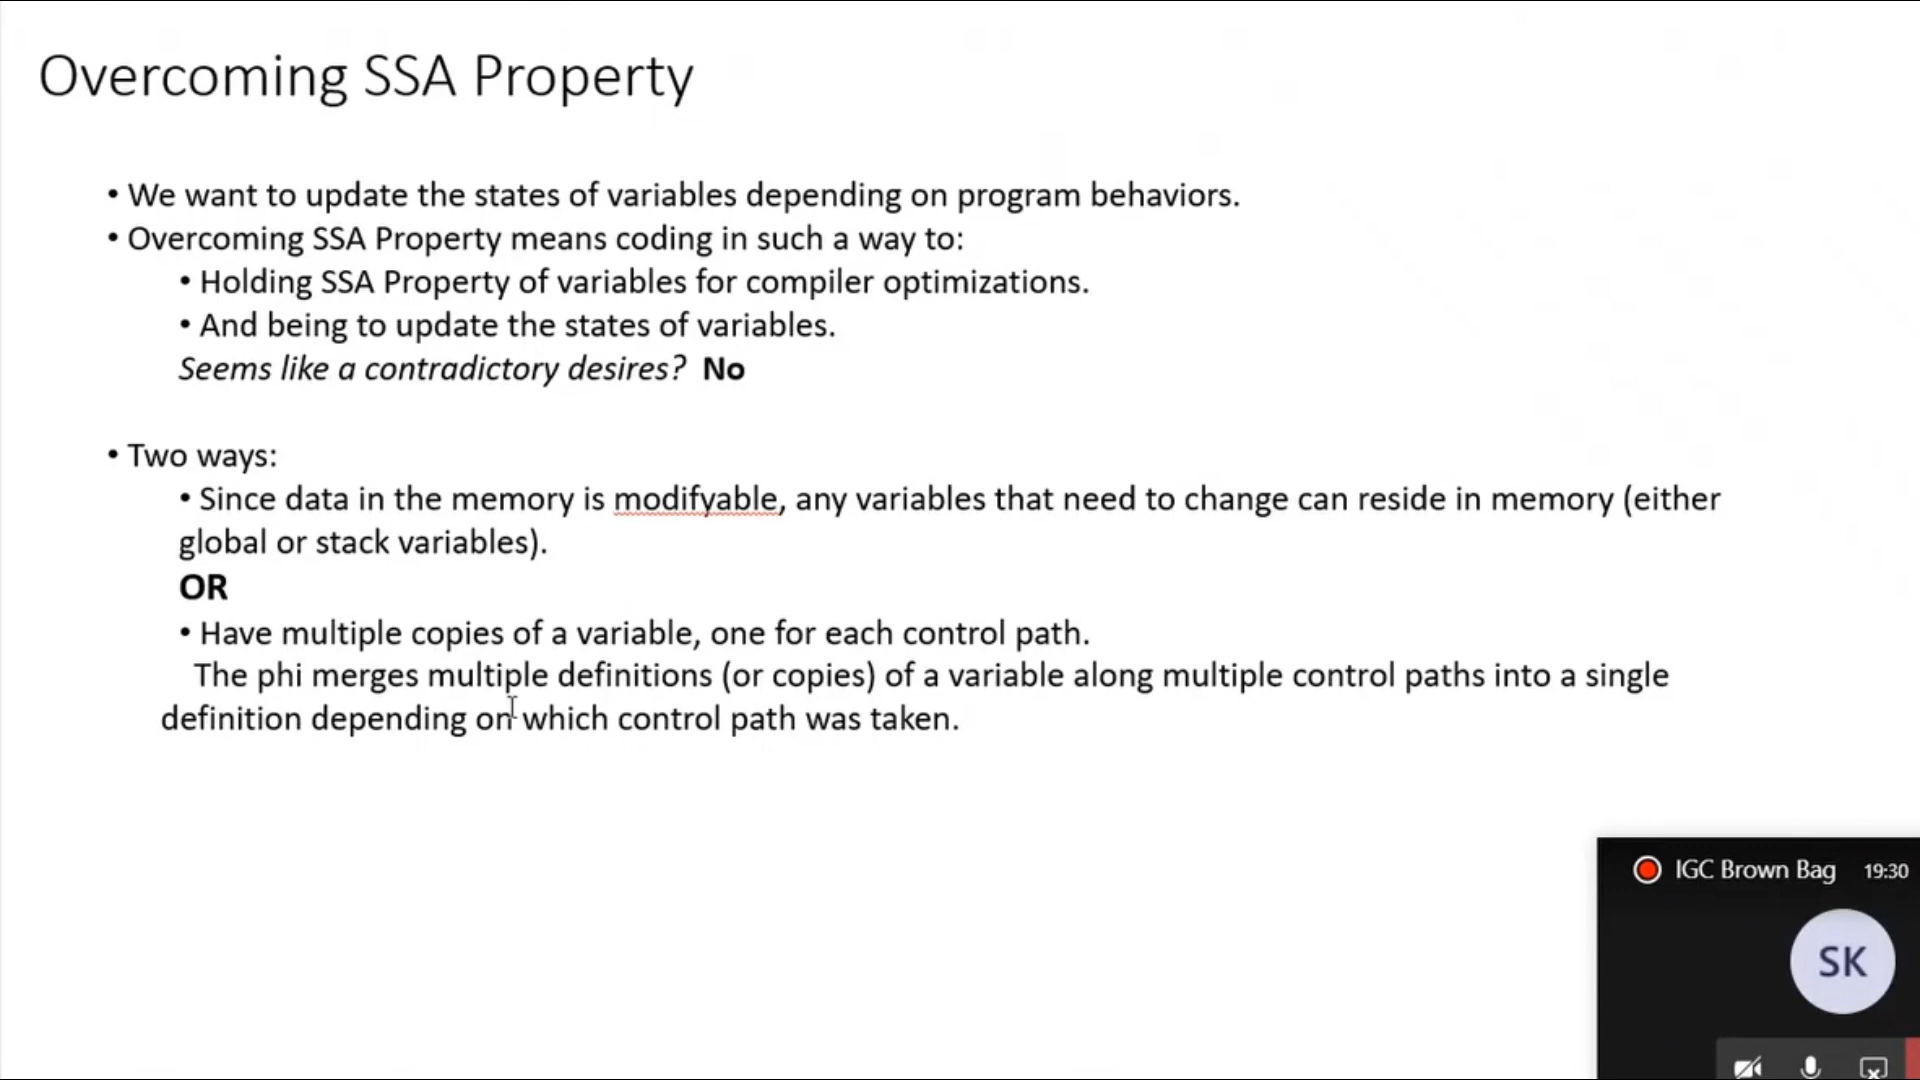 Overcoming SSA Property
• We want to update the states of variables depending on program behaviors.
• Overcoming SSA Property means coding in such a way to:
• Holding SSA Property of variables for compiler optimizations.
• And being to update the states of variables.
Seems like a contradictory desires? No
• Two ways:
• Since data in the memory is modifyable, any variables that need to change can reside in memory (either
global or stack variables).
OR
• Have multiple copies of a variable, one for each control path.
The phi merges multiple definitions (or copies) of a variable along multiple control paths into a single
definition depending on which control path was taken.
IGC Brown Bag 19:30
SK